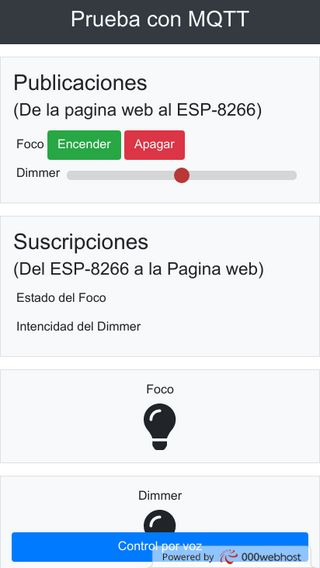 Prueba con MQTT
Publicaciones
(De la pagina web al ESP-8266)
Foco Encender Apagar
Dimmer
Suscripciones
(Del ESP-8266 a la Pagina web)
Estado del Foco
Intencidad del Dimmer
Foco
Dimmer
Control por voz
Powered by 000webhost